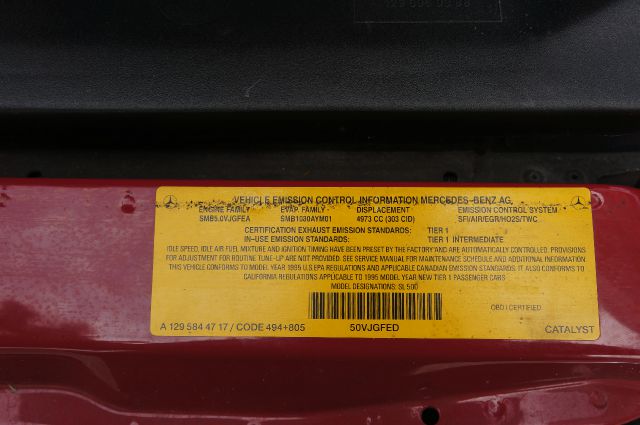 129
VEHICLE EMISSION CONTROL INFORMATION MERCEDES-BENZ AG,
ENGINE FAMILY EVAP. FAMILY DISPLACEMENT EMISSION CONTROL SYSTEM
SMB5.0VJGFEA SMB1030AYM01 4973 CC (303 CID) SFI/AIR/EGR/HO2S/TWC
CERTIFICATION EXHAUST EMISSION STANDARDS: TIER 1
IN-USE EMISSION STANDARDS: TIER 1 INTERMEDIATE
IDLE SPEED, IDLE AIR FUEL MIXTURE AND IGNITION TIMING HAVE BEEN PRESET BY THE FACTORY AND ARE AUTOMATICALLY CONTROLLED. PROVISIONS
FOR ADJUSTMENT FOR ROUTINE TUNE-UP ARE NOT PROVIDED. SEE SERVICE MANUAL FOR MAINTENANCE SCHEDULE AND ADDITIONAL INFORMATION.
THIS VEHICLE CONFORMS TO MODEL YEAR 1995 U.S EPA REGULATIONS AND APPLICABLE CANADIAN EMISSION STANDARDS. IT ALSO CONFORMS TO
CALIFORNIA REGULATIONS APPLICABLE TO 1995 MODEL YEAR NEW TIER 1 PASSENGER CARS
MODEL DESIGNATIONS: SL 500
OBD I CERTIFIED
A 129 584 47 17 / CODE 494+805 50VJGFED CATALYST